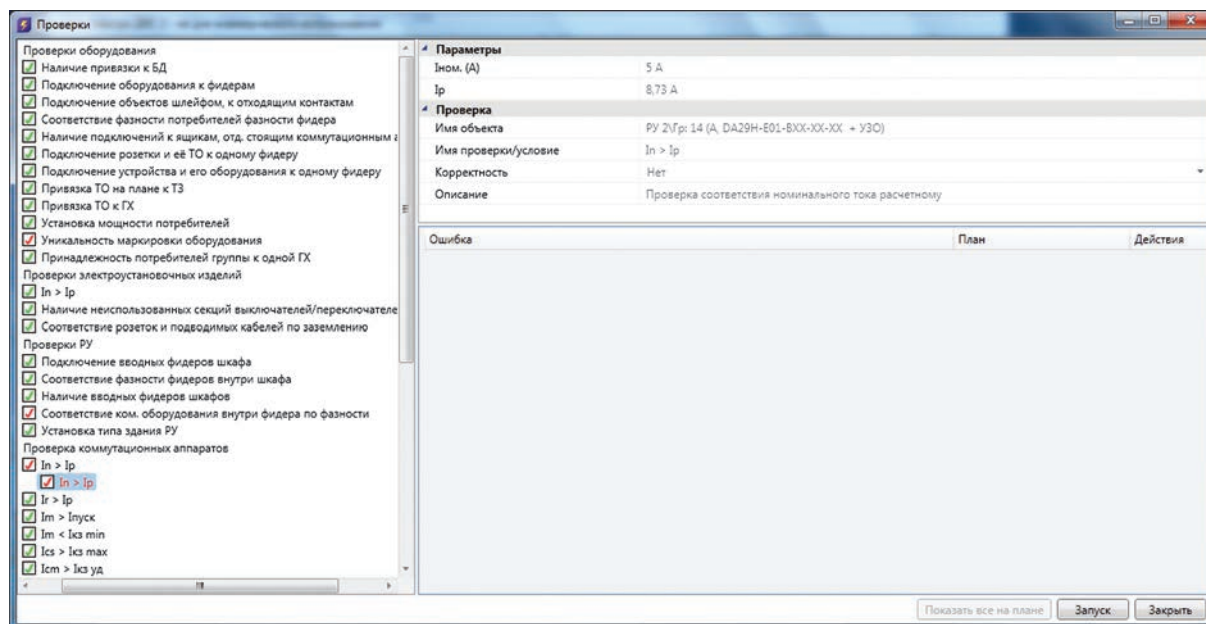 Проверки
Проверки оборудования
Наличие привязки к БД
Подключение оборудования к фидерам
Подключение объектов шлейфом, к отходящим контактам
Соответствие фазности потребителей фазности фидера
Наличие подключений к ящикам, отд. стоящим коммутационным а
Подключение розетки и её ТО к одному фидеру
Подключение устройства и его оборудования к одному фидеру
Привязка ТО на плане к ТЗ
Привязка ТО к ГХ
Установка мощности потребителей
Уникальность маркировки оборудования
Принадлежность потребителей группы к одной ГХ
Проверки электроустановочных изделий
In > Iр
Наличие неиспользованных секций выключателей/переключателе
Соответствие розеток и подводимых кабелей по заземлению
Проверки РУ
Подключение вводных фидеров шкафа
Соответствие фазности фидеров внутри шкафа
Наличие вводных фидеров шкафов
Соответствие ком. оборудования внутри фидера по фазности
Установка типа здания РУ
Проверка коммутационных аппаратов
In > Iр
In > Iр
Ir > Iр
Im > Iпуск
Im < Iкз min
Ics > Iкз max
Icm > Iкз уд
Параметры
Iном. (А) 5 А
Iр 8,73 А
Проверка
Имя объекта РУ 2\Гр: 14 (А, DA29H-E01-BXX-XX-XX + УЗО)
Имя проверки/условие In > Iр
Корректность Нет
Описание Проверка соответствия номинального тока расчетному
Ошибка План Действия
Показать все на плане Запуск Закрыть